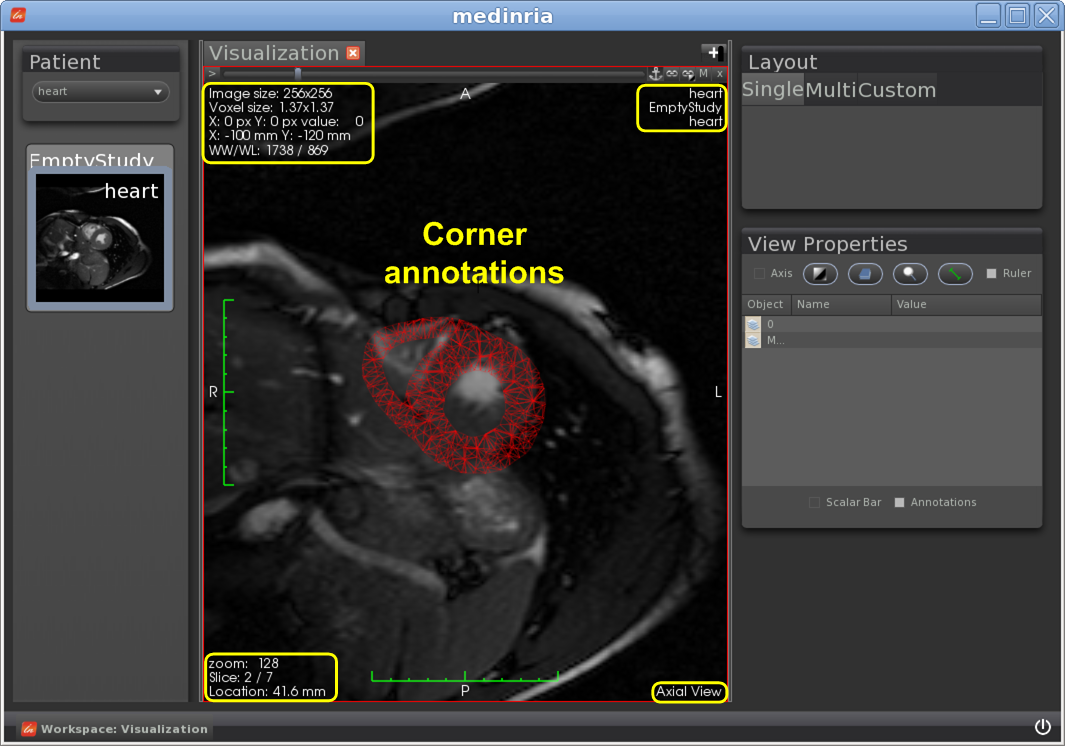 medinria
Patient
heart
EmptyStudy
heart
Visualization
+
> M x
Image size: 256x256
Voxel size: 1.37x1.37
X: 0 px Y: 0 px value: 0
X: -100 mm Y: -120 mm
WW/WL: 1738 / 869
A
heart
EmptyStudy
heart
Corner
annotations
R
L
zoom: 128
Slice: 2 / 7
Location: 41.6 mm
P
Axial View
Layout
Single Multi Custom
View Properties
Axis Ruler
Object Name Value
0
M...
Scalar Bar Annotations
Workspace: Visualization